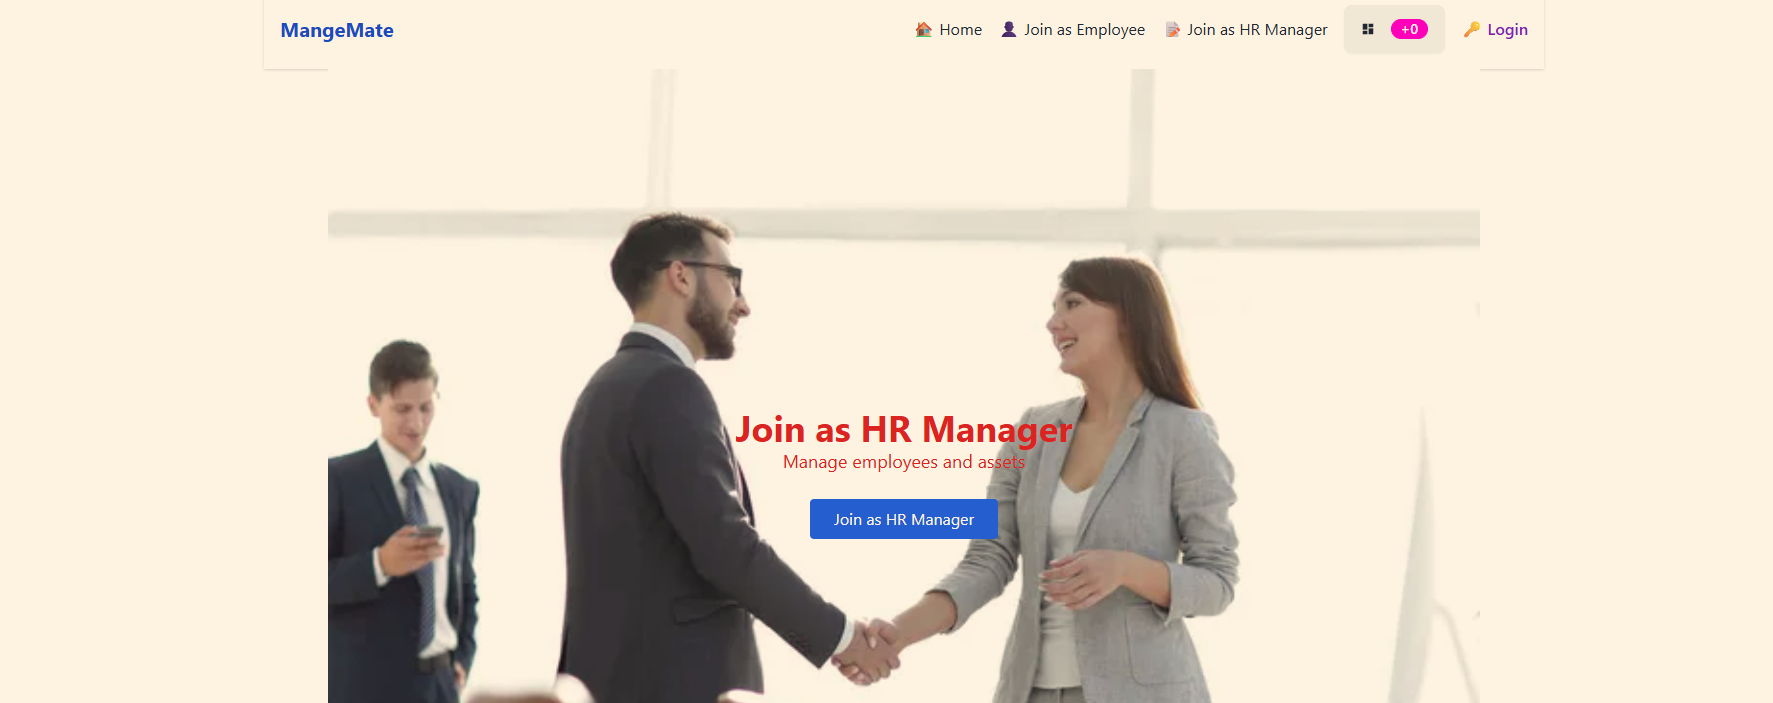 MangeMate
Home
Join as Employee
Join as HR Manager
+0
Login
Join as HR Manager
Manage employees and assets
Join as HR Manager